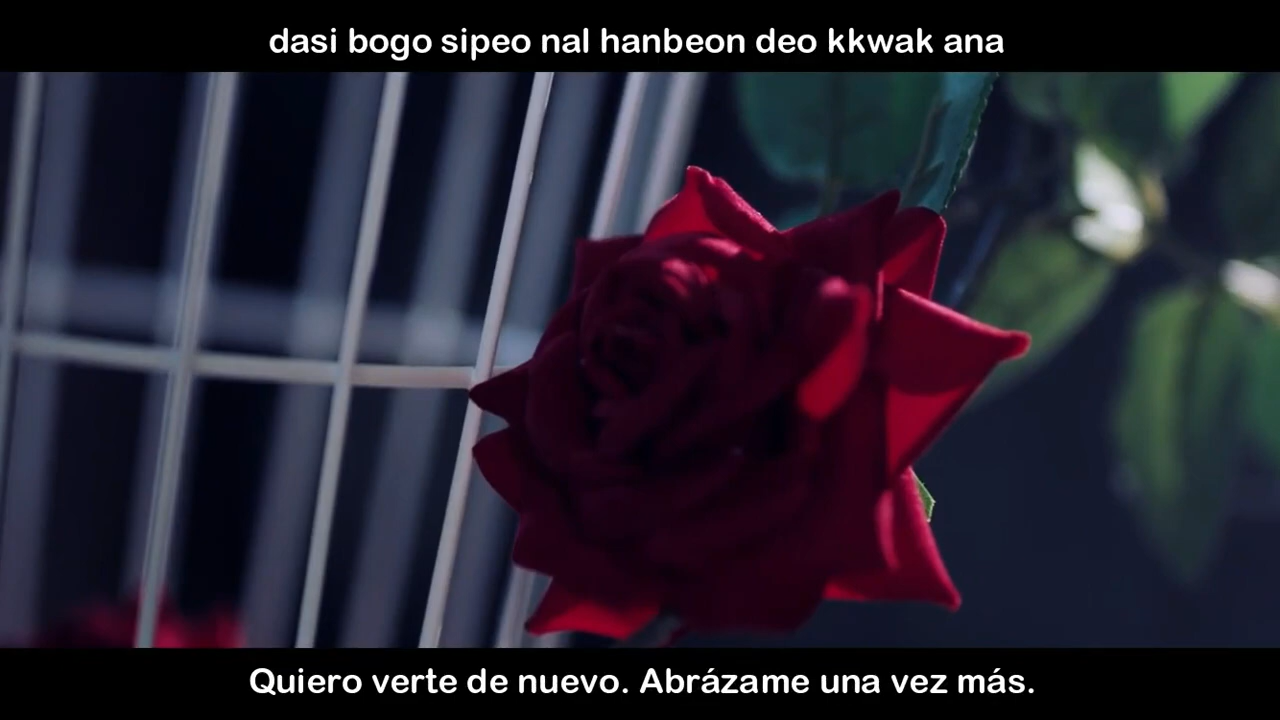 dasi bogo sipeo nal hanbeon deo kkwak ana
Quiero verte de nuevo. Abrázame una vez más.